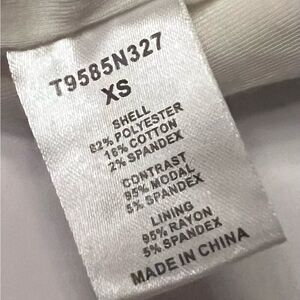 T9585N327
XS
SHELL
82% POLYESTER
16% COTTON
2% SPANDEX
CONTRAST
95% MODAL
5% SPANDEX
LINING
95% RAYON
5% SPANDEX
MADE IN CHINA